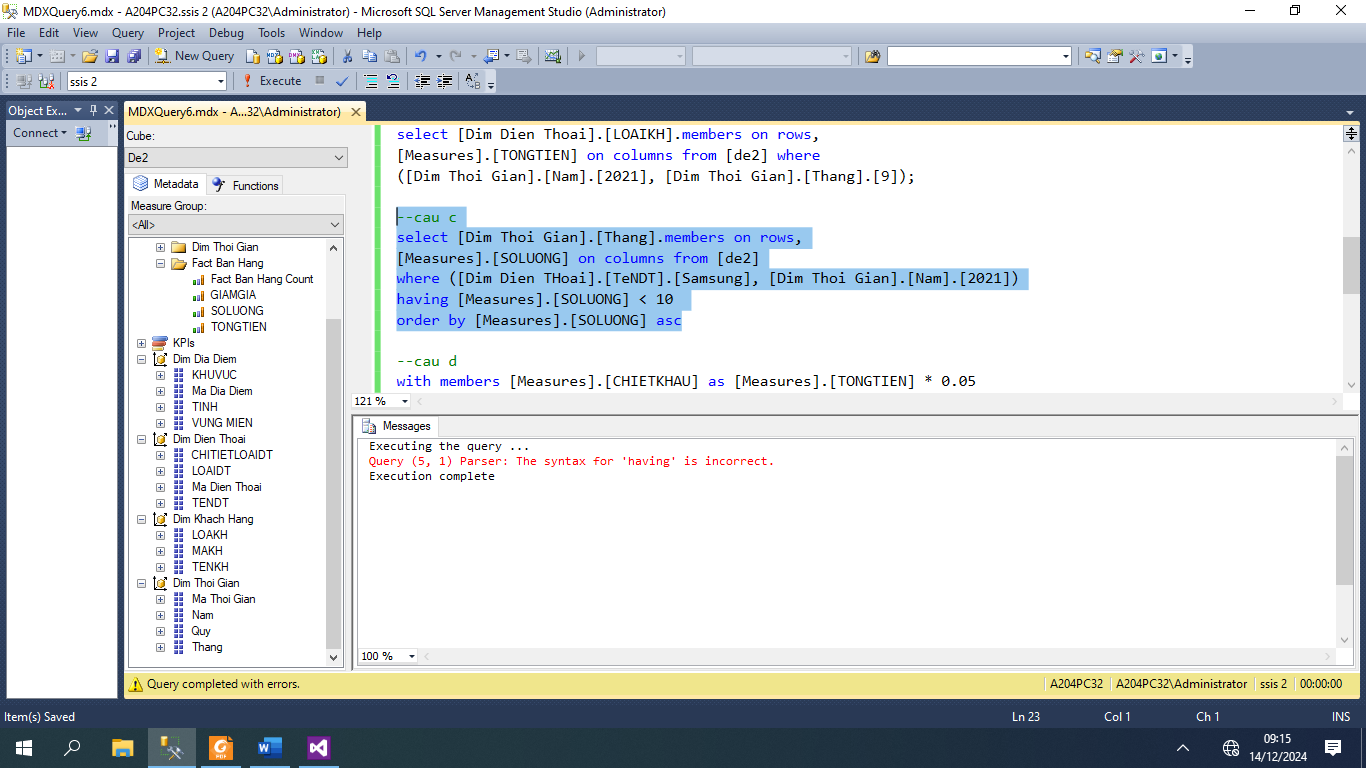 MDXQuery6.mdx - A204PC32.ssis 2 (A204PC32\Administrator) - Microsoft SQL Server Management Studio (Administrator)
File Edit View Query Project Debug Tools Window Help
New Query
ssis 2
Execute
Object Ex...
Connect
MDXQuery6.mdx - A...32\Administrator)
Cube:
De2
Metadata
Functions
Measure Group:
<All>
Dim Thoi Gian
Fact Ban Hang
Fact Ban Hang Count
GIAMGIA
SOLUONG
TONGTIEN
KPIs
Dim Dia Diem
KHUVUC
Ma Dia Diem
TINH
VUNG MIEN
Dim Dien Thoai
CHITIETLOAIDT
LOAIDT
Ma Dien Thoai
TENDT
Dim Khach Hang
LOAKH
MAKH
TENKH
Dim Thoi Gian
Ma Thoi Gian
Nam
Quy
Thang
select [Dim Dien Thoai].[LOAIKH].members on rows,
[Measures].[TONGTIEN] on columns from [de2] where
([Dim Thoi Gian].[Nam].[2021], [Dim Thoi Gian].[Thang].[9]);
--cau c
select [Dim Thoi Gian].[Thang].members on rows,
[Measures].[SOLUONG] on columns from [de2]
where ([Dim Dien THoai].[TeNDT].[Samsung], [Dim Thoi Gian].[Nam].[2021])
having [Measures].[SOLUONG] < 10
order by [Measures].[SOLUONG] asc
--cau d
with members [Measures].[CHIETKHAU] as [Measures].[TONGTIEN] * 0.05
121 %
Messages
Executing the query ...
Query (5, 1) Parser: The syntax for 'having' is incorrect.
Execution complete
100 %
Query completed with errors.
A204PC32
A204PC32\Administrator
ssis 2
00:00:00
Item(s) Saved
Ln 23
Col 1
Ch 1
INS
09:15
14/12/2024